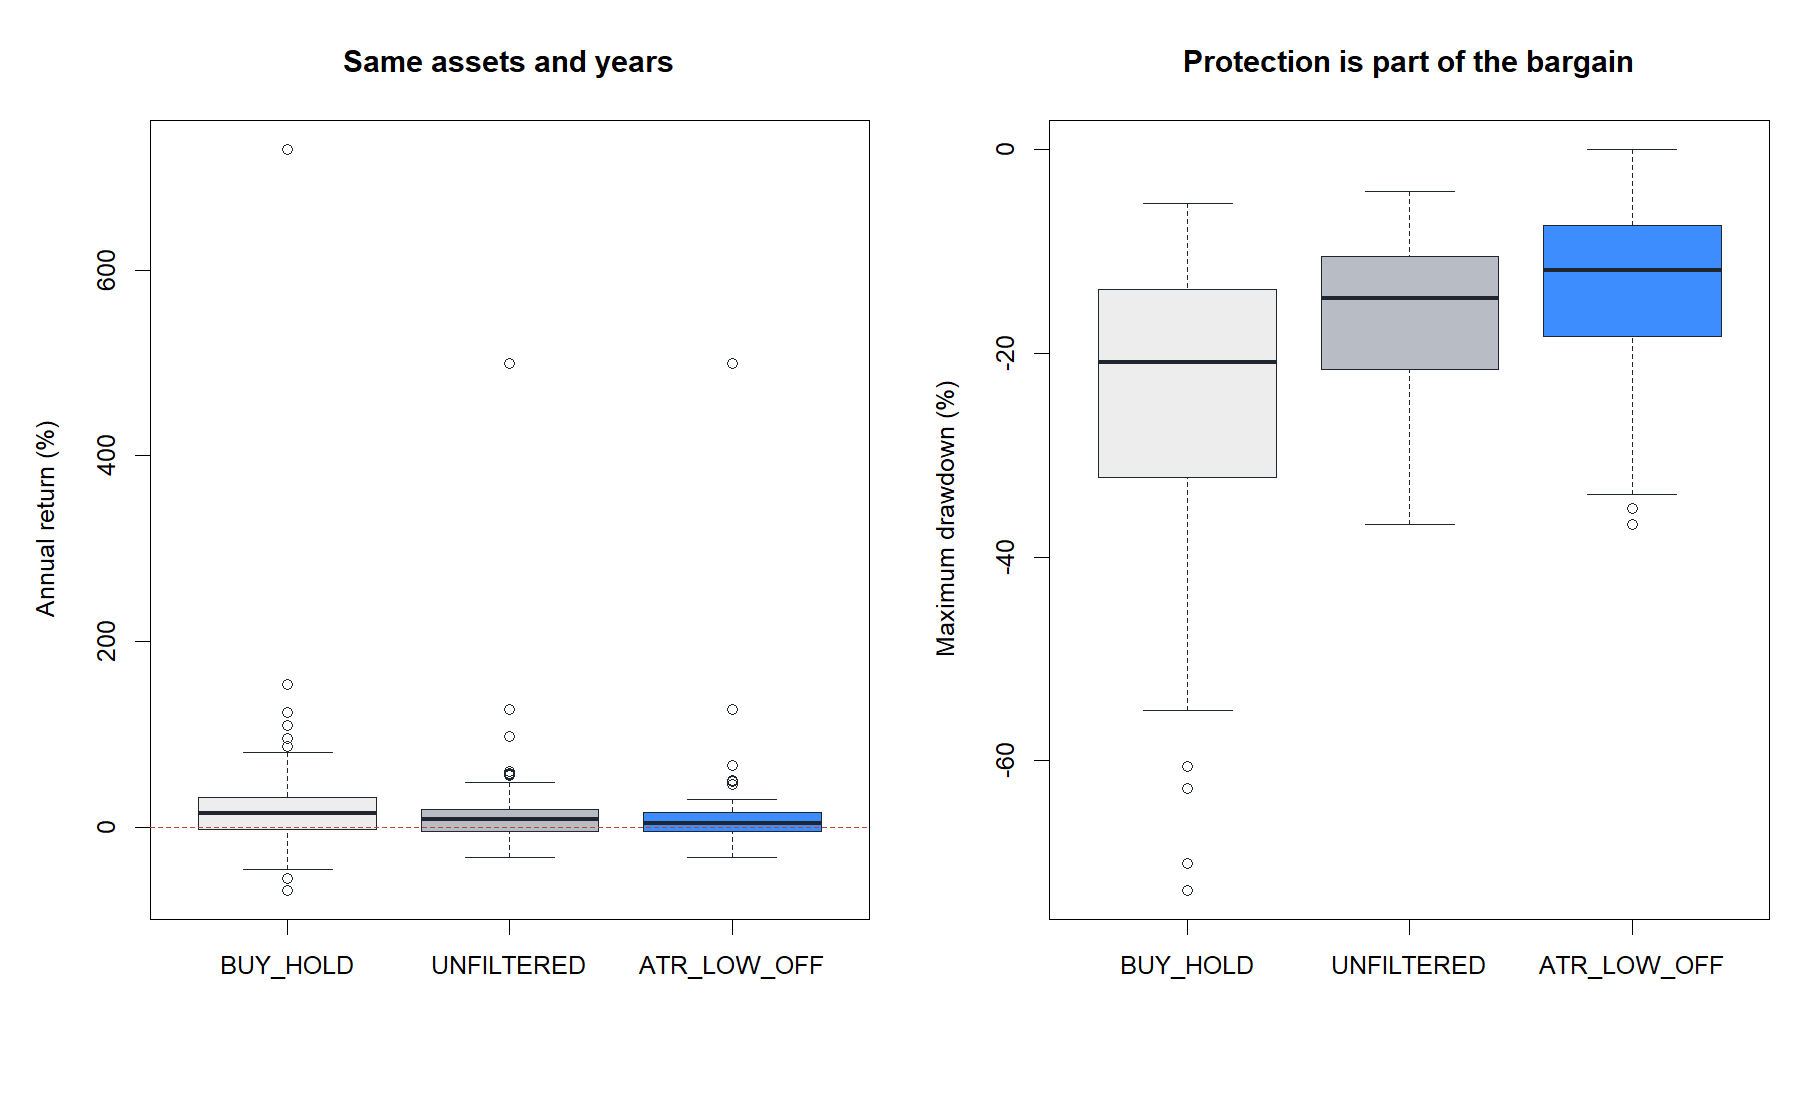 Same assets and years
Annual return (%)
600
400
200
0
BUY_HOLD
UNFILTERED
ATR_LOW_OFF
Protection is part of the bargain
Maximum drawdown (%)
0
-20
-40
-60
BUY_HOLD
UNFILTERED
ATR_LOW_OFF